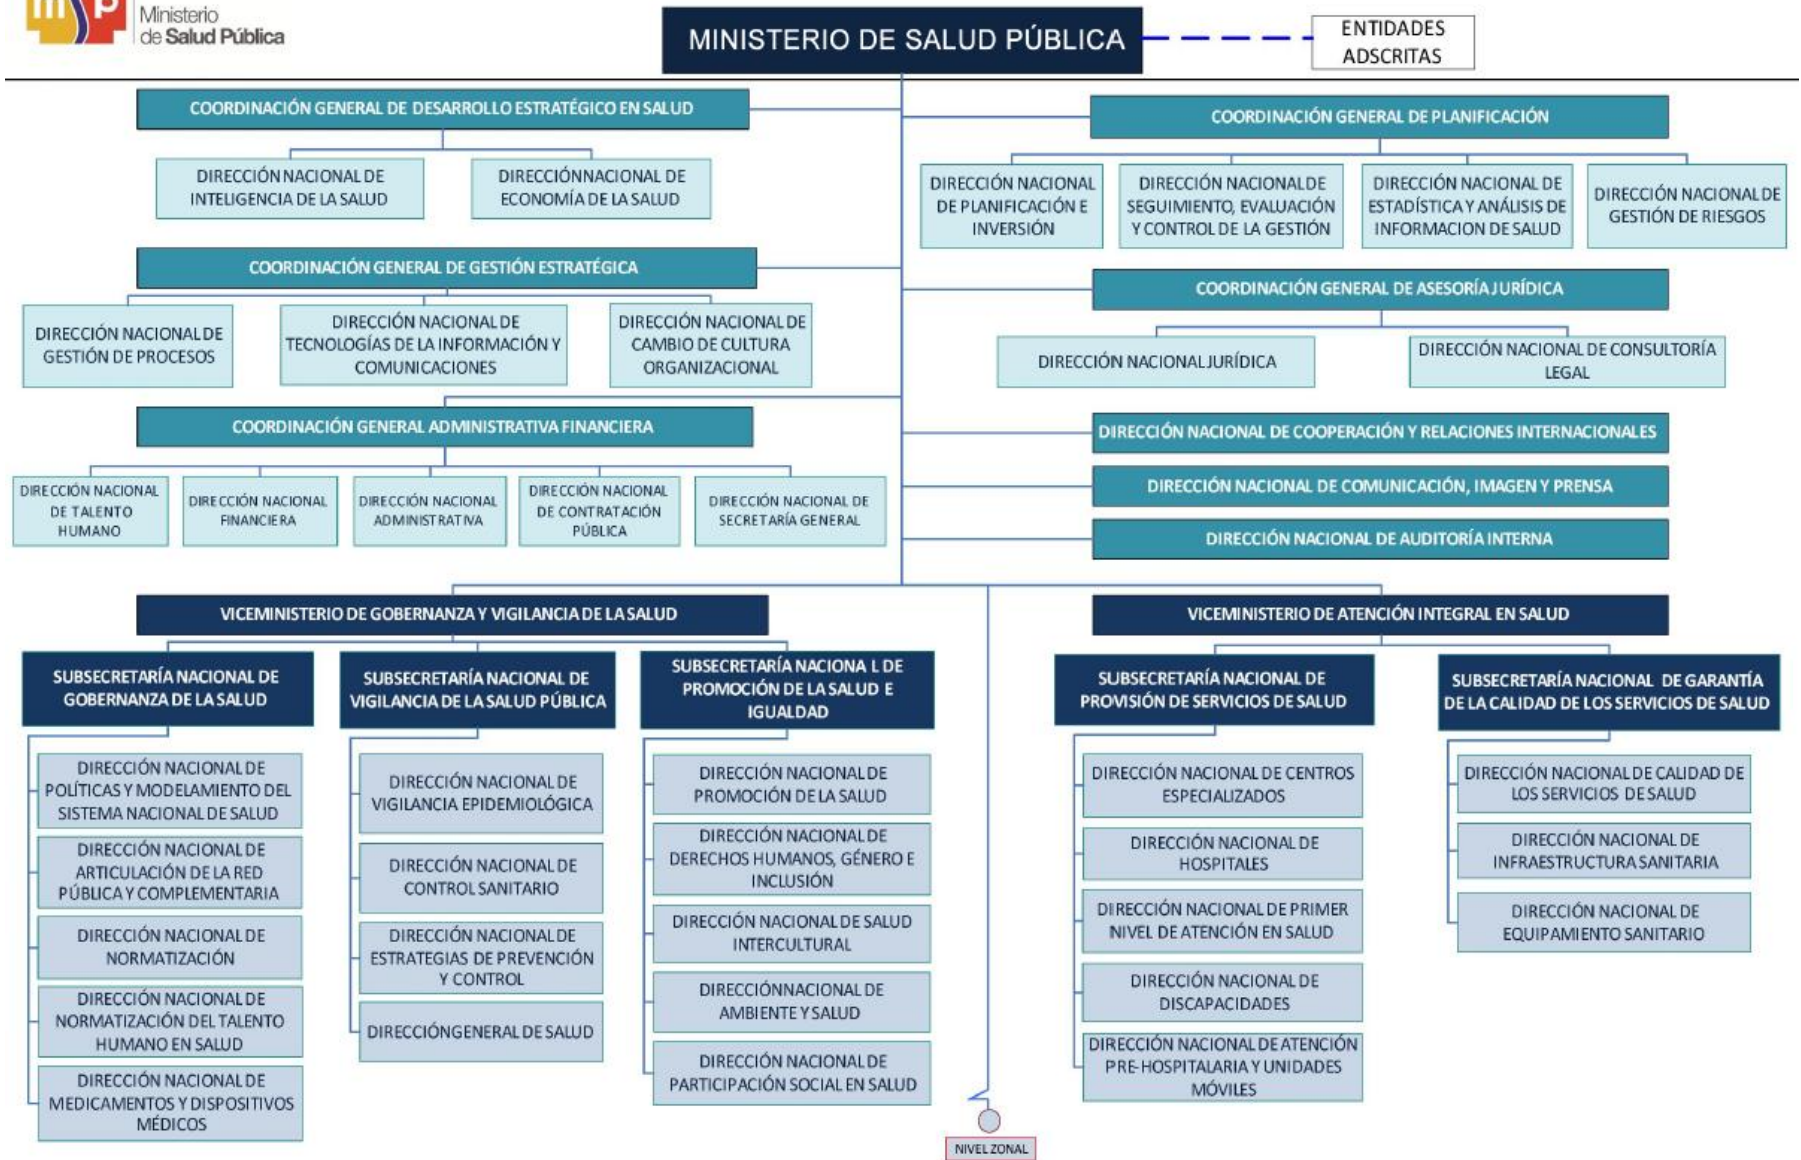 msp
Ministerio
de Salud Pública
MINISTERIO DE SALUD PÚBLICA
ENTIDADES
ADSCRITAS
COORDINACIÓN GENERAL DE DESARROLLO ESTRATÉGICO EN SALUD
DIRECCIÓN NACIONAL DE
INTELIGENCIA DE LA SALUD
DIRECCIÓNNACIONAL DE
ECONOMÍA DE LA SALUD
COORDINACIÓN GENERAL DE PLANIFICACIÓN
DIRECCIÓN NACIONAL
DE PLANIFICACIÓN E
INVERSIÓN
DIRECCIÓN NACIONAL DE
SEGUIMIENTO, EVALUACIÓN
Y CONTROL DE LA GESTIÓN
DIRECCIÓN NACIONAL DE
ESTADÍSTICA Y ANÁLISIS DE
INFORMACION DE SALUD
DIRECCIÓN NACIONAL DE
GESTIÓN DE RIESGOS
COORDINACIÓN GENERAL DE GESTIÓN ESTRATÉGICA
DIRECCIÓN NACIONAL DE
GESTIÓN DE PROCESOS
DIRECCIÓN NACIONAL DE
TECNOLOGÍAS DE LA INFORMACIÓN Y
COMUNICACIONES
DIRECCIÓN NACIONAL DE
CAMBIO DE CULTURA
ORGANIZACIONAL
COORDINACIÓN GENERAL DE ASESORÍA JURÍDICA
DIRECCIÓN NACIONAL JURÍDICA
DIRECCIÓN NACIONAL DE CONSULTORÍA
LEGAL
COORDINACIÓN GENERAL ADMINISTRATIVA FINANCIERA
DIRECCIÓN NACIONAL
DE TALENTO
HUMANO
DIRECCIÓN NACIONAL
FINANCIERA
DIRECCIÓN NACIONAL
ADMINISTRATIVA
DIRECCIÓN NACIONAL
DE CONTRATACIÓN
PÚBLICA
DIRECCIÓN NACIONAL DE
SECRETARÍA GENERAL
DIRECCIÓN NACIONAL DE COOPERACIÓN Y RELACIONES INTERNACIONALES
DIRECCIÓN NACIONAL DE COMUNICACIÓN, IMAGEN Y PRENSA
DIRECCIÓN NACIONAL DE AUDITORÍA INTERNA
VICEMINISTERIO DE GOBERNANZA Y VIGILANCIA DE LA SALUD
SUBSECRETARÍA NACIONAL DE
GOBERNANZA DE LA SALUD
DIRECCIÓN NACIONAL DE
POLÍTICAS Y MODELAMIENTO DEL
SISTEMA NACIONAL DE SALUD
DIRECCIÓN NACIONAL DE
ARTICULACIÓN DE LA RED
PÚBLICA Y COMPLEMENTARIA
DIRECCIÓN NACIONAL DE
NORMATIZACIÓN
DIRECCIÓN NACIONAL DE
NORMATIZACIÓN DEL TALENTO
HUMANO EN SALUD
DIRECCIÓN NACIONAL DE
MEDICAMENTOS Y DISPOSITIVOS
MÉDICOS
SUBSECRETARÍA NACIONAL DE
VIGILANCIA DE LA SALUD PÚBLICA
DIRECCIÓN NACIONAL DE
VIGILANCIA EPIDEMIOLÓGICA
DIRECCIÓN NACIONAL DE
CONTROL SANITARIO
DIRECCIÓN NACIONAL DE
ESTRATEGIAS DE PREVENCIÓN
Y CONTROL
DIRECCIÓNGENERAL DE SALUD
SUBSECRETARÍA NACIONA L DE
PROMOCIÓN DE LA SALUD E
IGUALDAD
DIRECCIÓN NACIONAL DE
PROMOCIÓN DE LA SALUD
DIRECCIÓN NACIONAL DE
DERECHOS HUMANOS, GÉNERO E
INCLUSIÓN
DIRECCIÓN NACIONAL DE SALUD
INTERCULTURAL
DIRECCIÓNNACIONAL DE
AMBIENTE Y SALUD
DIRECCIÓN NACIONAL DE
PARTICIPACIÓN SOCIAL EN SALUD
VICEMINISTERIO DE ATENCIÓN INTEGRAL EN SALUD
SUBSECRETARÍA NACIONAL DE
PROVISIÓN DE SERVICIOS DE SALUD
DIRECCIÓN NACIONAL DE CENTROS
ESPECIALIZADOS
DIRECCIÓN NACIONAL DE
HOSPITALES
DIRECCIÓN NACIONAL DE PRIMER
NIVEL DE ATENCIÓN EN SALUD
DIRECCIÓN NACIONAL DE
DISCAPACIDADES
DIRECCIÓN NACIONAL DE ATENCIÓN
PRE-HOSPITALARIA Y UNIDADES
MÓVILES
SUBSECRETARÍA NACIONAL DE GARANTÍA
DE LA CALIDAD DE LOS SERVICIOS DE SALUD
DIRECCIÓN NACIONAL DE CALIDAD DE
LOS SERVICIOS DE SALUD
DIRECCIÓN NACIONAL DE
INFRAESTRUCTURA SANITARIA
DIRECCIÓN NACIONAL DE
EQUIPAMIENTO SANITARIO
NIVEL ZONAL